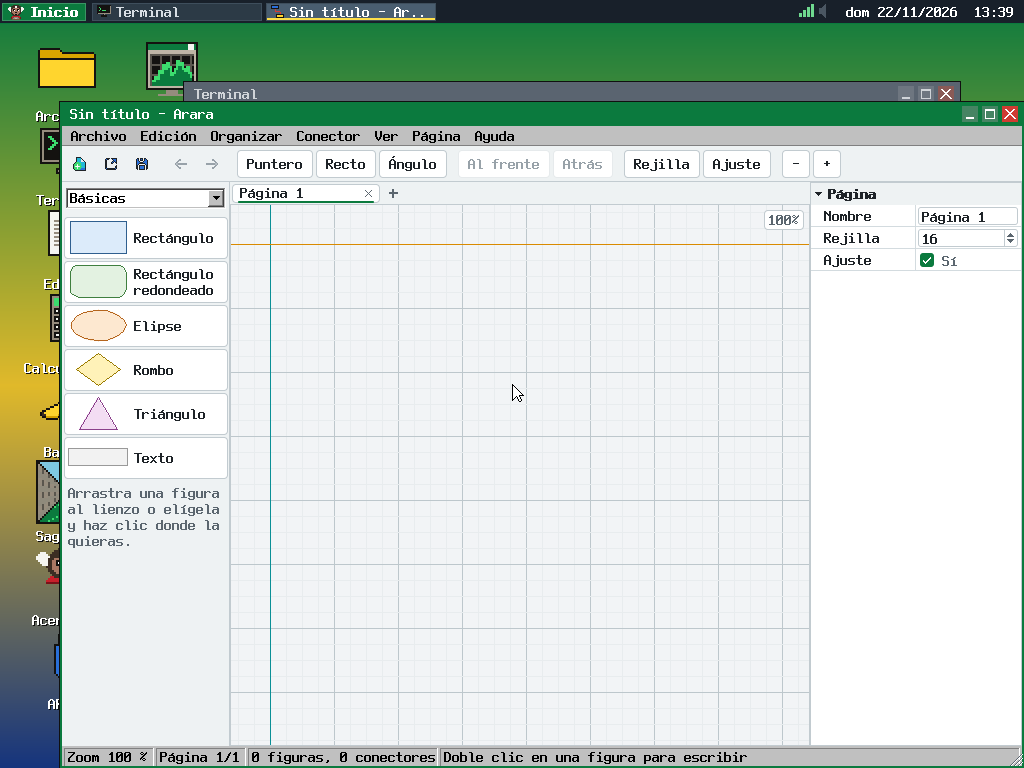 Inicio
Terminal
Sin título - Ar..
dom 22/11/2026 13:39
Terminal
Sin título - Arara
Archivo Edición Organizar Conector Ver Página Ayuda
Puntero Recto Ángulo Al frente Atrás Rejilla Ajuste - +
Básicas
Página 1
Página
100%
Nombre Página 1
Rejilla 16
Ajuste Sí
Rectángulo
Rectángulo
redondeado
Elipse
Rombo
Triángulo
Texto
Arrastra una figura
al lienzo o elígela
y haz clic donde la
quieras.
Zoom 100 % Página 1/1 0 figuras, 0 conectores Doble clic en una figura para escribir